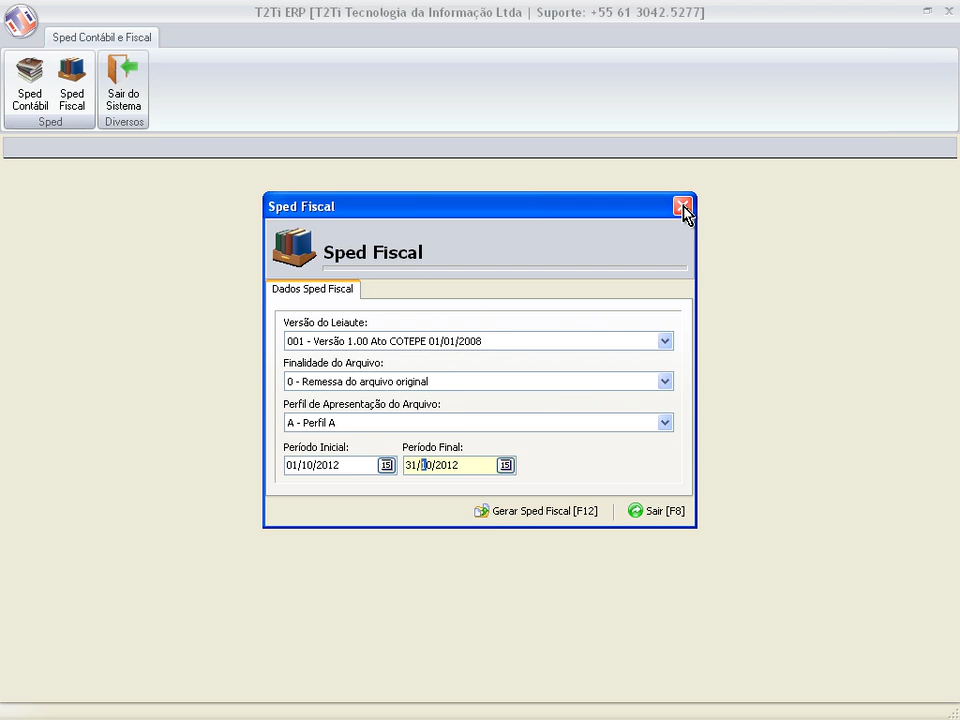 T2Ti ERP [T2Ti Tecnologia da Informação Ltda | Suporte: +55 61 3042.5277]
Sped Contábil e Fiscal
Sped Contábil
Sped Fiscal
Sair do Sistema
Sped
Diversos
Sped Fiscal
Sped Fiscal
Dados Sped Fiscal
Versão do Leiaute:
001 - Versão 1.00 Ato COTEPE 01/01/2008
Finalidade do Arquivo:
0 - Remessa do arquivo original
Perfil de Apresentação do Arquivo:
A - Perfil A
Período Inicial: Período Final:
01/10/2012 15 31/10/2012 15
Gerar Sped Fiscal [F12] Sair [F8]